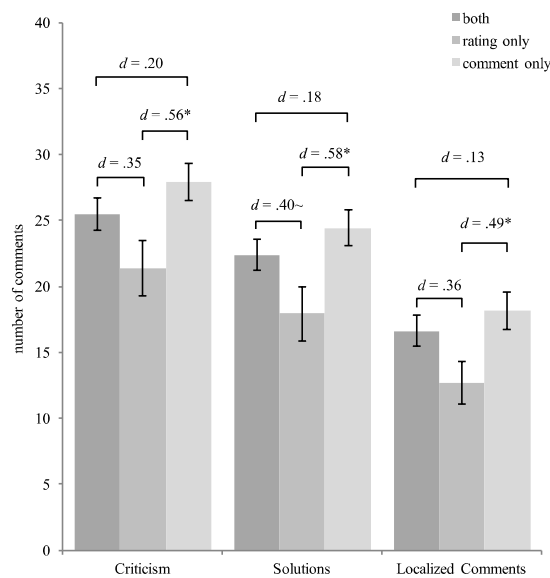 both
rating only
comment only
number of comments
40
35
30
25
20
15
10
5
0
d = .20
d = .56*
d = .35
d = .18
d = .58*
d = .40~
d = .13
d = .49*
d = .36
Criticism
Solutions
Localized Comments